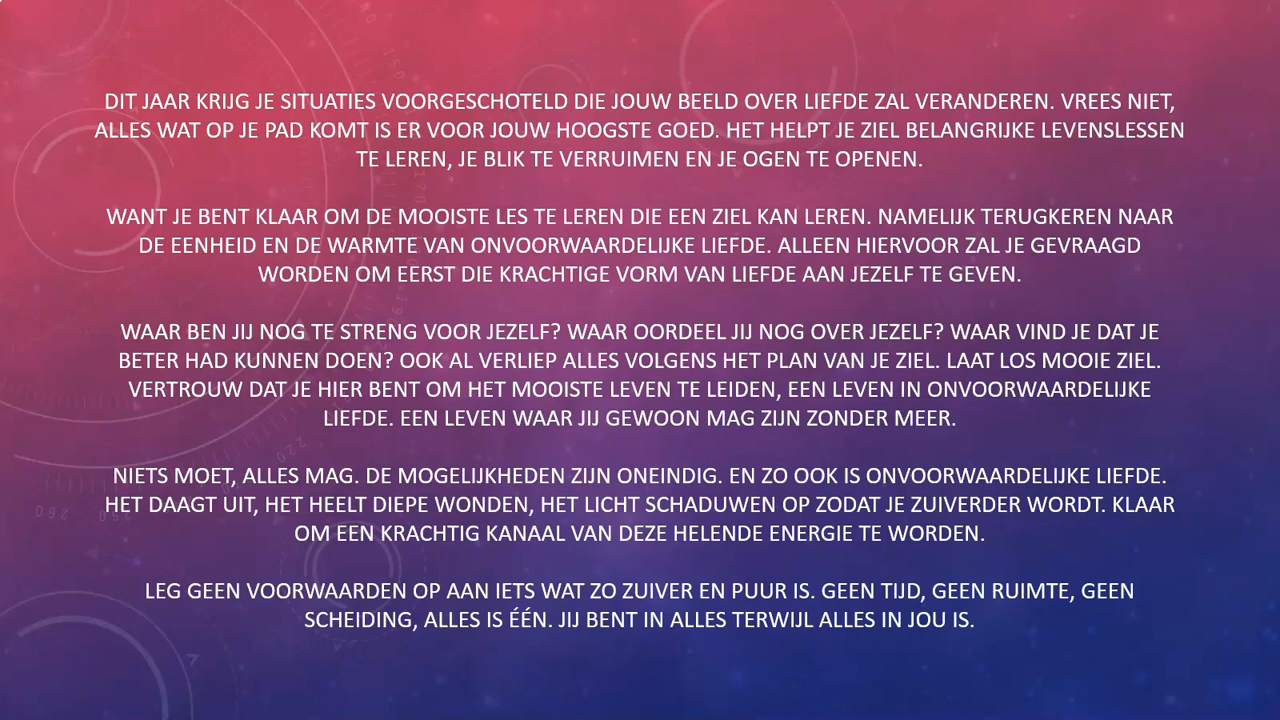 DIT JAAR KRIJG JE SITUATIES VOORGESCHOTELD DIE JOUW BEELD OVER LIEFDE ZAL VERANDEREN. VREES NIET,
ALLES WAT OP JE PAD KOMT IS ER VOOR JOUW HOOGSTE GOED. HET HELPT JE ZIEL BELANGRIJKE LEVENSLESSEN
TE LEREN, JE BLIK TE VERRUIMEN EN JE OGEN TE OPENEN.
WANT JE BENT KLAAR OM DE MOOISTE LES TE LEREN DIE EEN ZIEL KAN LEREN. NAMELIJK TERUGKEREN NAAR
DE EENHEID EN DE WARMTE VAN ONVOORWAARDELIJKE LIEFDE. ALLEEN HIERVOOR ZAL JE GEVRAAGD
WORDEN OM EERST DIE KRACHTIGE VORM VAN LIEFDE AAN JEZELF TE GEVEN.
WAAR BEN JIJ NOG TE STRENG VOOR JEZELF? WAAR OORDEEL JIJ NOG OVER JEZELF? WAAR VIND JE DAT JE
BETER HAD KUNNEN DOEN? OOK AL VERLIEP ALLES VOLGENS HET PLAN VAN JE ZIEL. LAAT LOS MOOIE ZIEL.
VERTROUW DAT JE HIER BENT OM HET MOOISTE LEVEN TE LEIDEN, EEN LEVEN IN ONVOORWAARDELIJKE
LIEFDE. EEN LEVEN WAAR JIJ GEWOON MAG ZIJN ZONDER MEER.
NIETS MOET, ALLES MAG. DE MOGELIJKHEDEN ZIJN ONEINDIG. EN ZO OOK IS ONVOORWAARDELIJKE LIEFDE.
HET DAAGT UIT, HET HEELT DIEPE WONDEN, HET LICHT SCHADUWEN OP ZODAT JE ZUIVERDER WORDT. KLAAR
OM EEN KRACHTIG KANAAL VAN DEZE HELENDE ENERGIE TE WORDEN.
LEG GEEN VOORWAARDEN OP AAN IETS WAT ZO ZUIVER EN PUUR IS. GEEN TIJD, GEEN RUIMTE, GEEN
SCHEIDING, ALLES IS ÉÉN. JIJ BENT IN ALLES TERWIJL ALLES IN JOU IS.